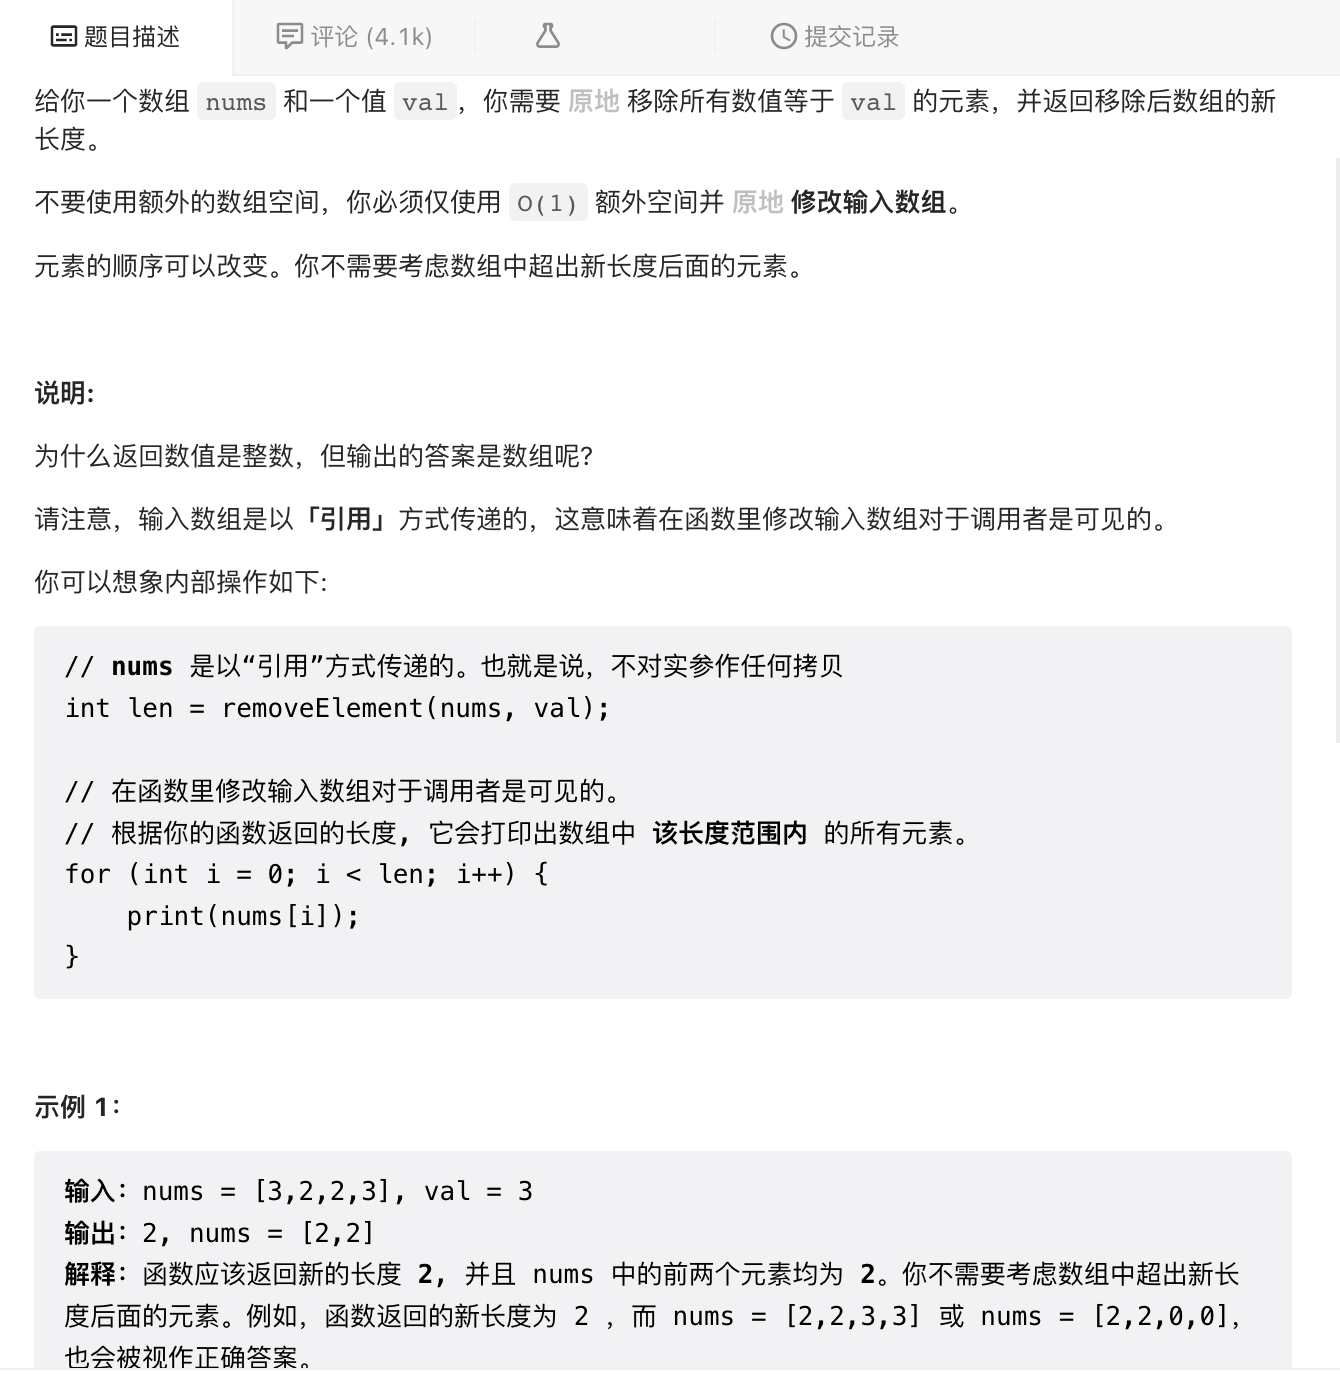 题目描述 评论 (4.1k) 提交记录
给你一个数组 nums 和一个值 val，你需要 原地 移除所有数值等于 val 的元素，并返回移除后数组的新
长度。
不要使用额外的数组空间，你必须仅使用 O(1) 额外空间并 原地 修改输入数组。
元素的顺序可以改变。你不需要考虑数组中超出新长度后面的元素。
说明:
为什么返回数值是整数，但输出的答案是数组呢?
请注意，输入数组是以「引用」方式传递的，这意味着在函数里修改输入数组对于调用者是可见的。
你可以想象内部操作如下:
// nums 是以“引用”方式传递的。也就是说，不对实参作任何拷贝
int len = removeElement(nums, val);
// 在函数里修改输入数组对于调用者是可见的。
// 根据你的函数返回的长度, 它会打印出数组中 该长度范围内 的所有元素。
for (int i = 0; i < len; i++) {
    print(nums[i]);
}
示例 1：
输入：nums = [3,2,2,3], val = 3
输出：2, nums = [2,2]
解释：函数应该返回新的长度 2, 并且 nums 中的前两个元素均为 2。你不需要考虑数组中超出新长
度后面的元素。例如，函数返回的新长度为 2 ，而 nums = [2,2,3,3] 或 nums = [2,2,0,0]，
也会被视作正确答案。